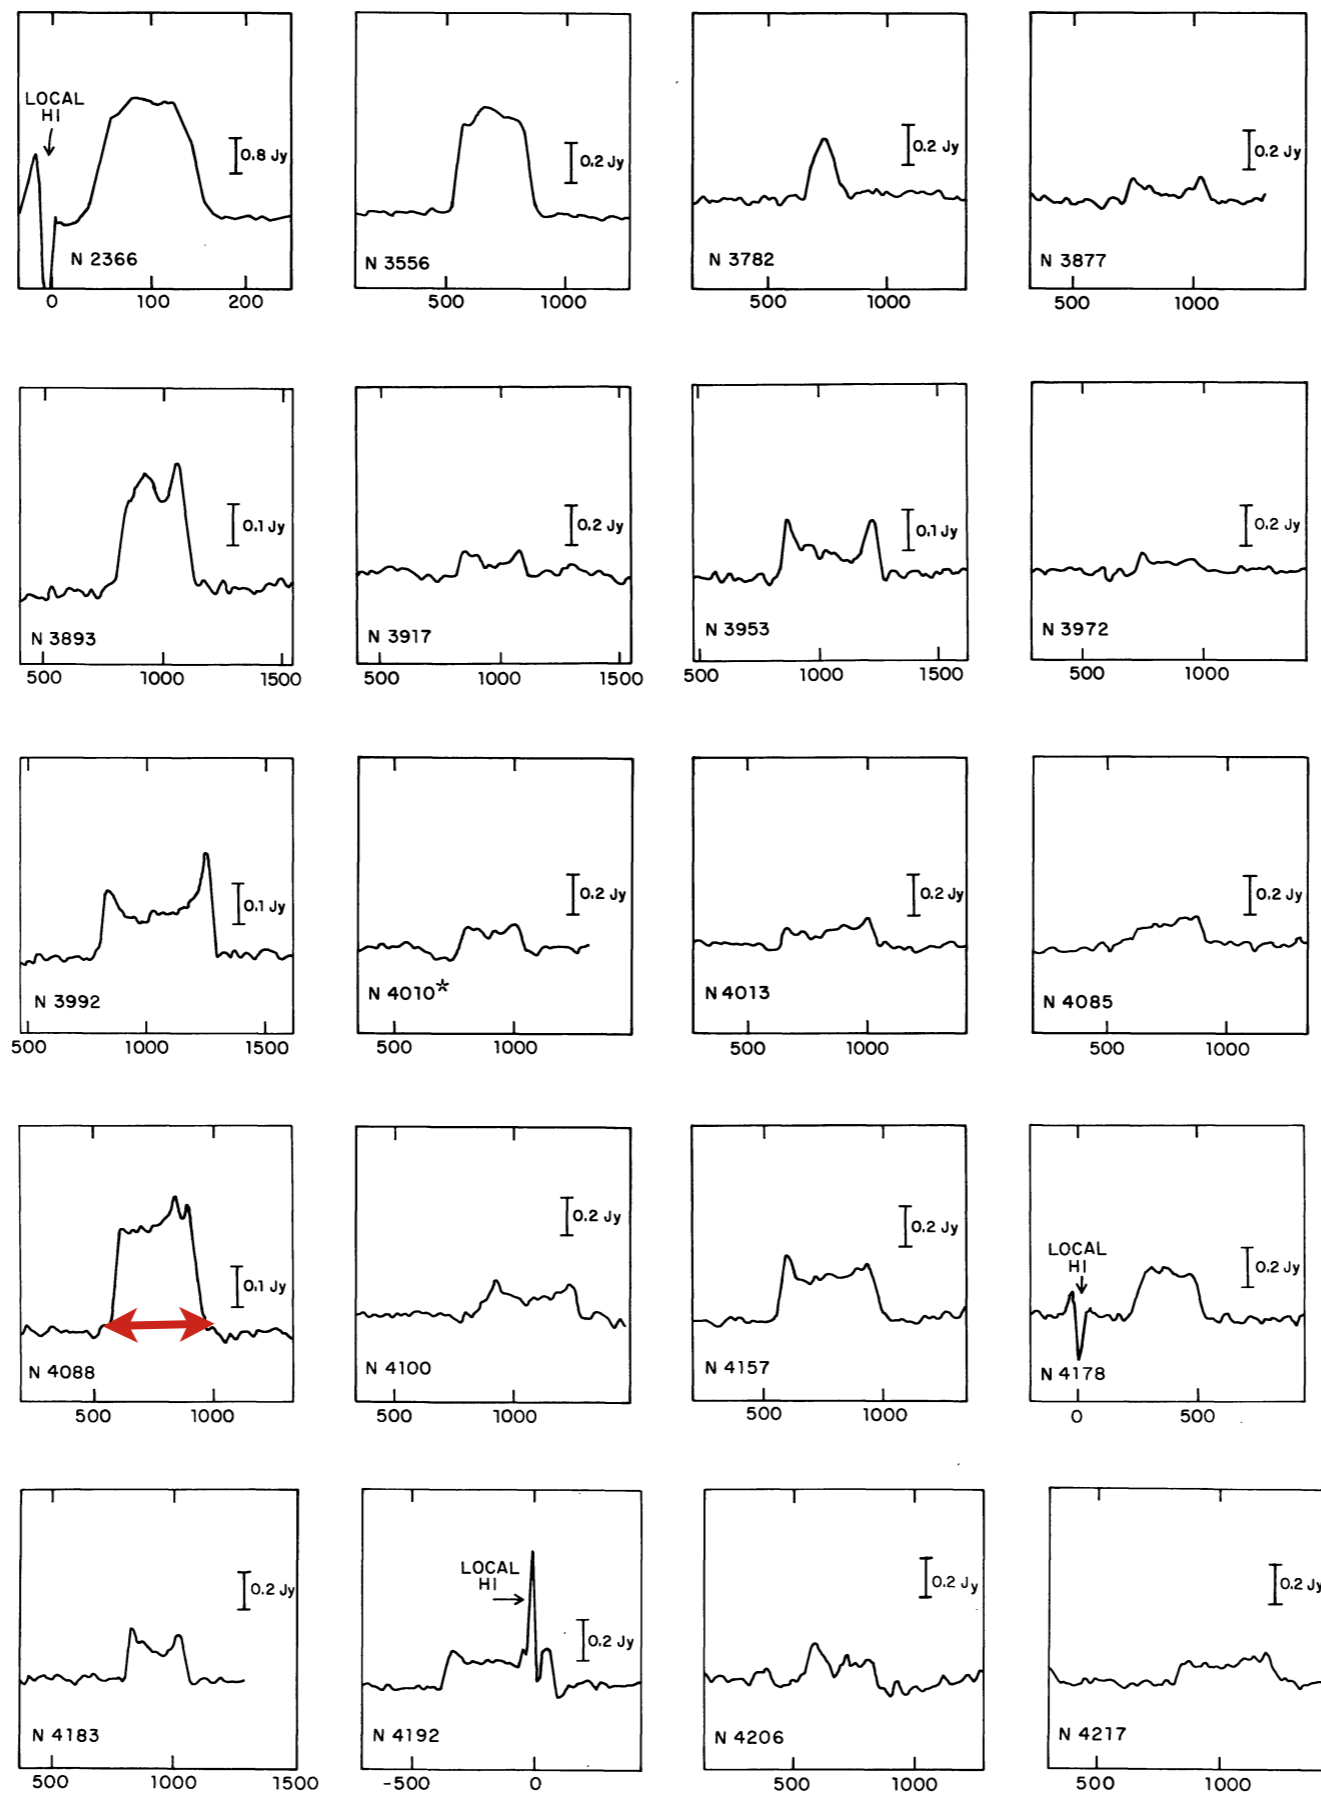 LOCAL
HI
0.8 Jy
N 2366
0 100 200
0.2 Jy
N 3556
500 1000
0.2 Jy
N 3782
500 1000
0.2 Jy
N 3877
500 1000
0.1 Jy
N 3893
500 1000 1500
0.2 Jy
N 3917
500 1000 1500
0.1 Jy
N 3953
500 1000 1500
0.2 Jy
N 3972
500 1000
0.1 Jy
N 3992
500 1000 1500
0.2 Jy
N 4010*
500 1000
0.2 Jy
N 4013
500 1000
0.2 Jy
N 4085
500 1000
0.1 Jy
N 4088
500 1000
0.2 Jy
N 4100
500 1000
0.2 Jy
N 4157
500 1000
LOCAL
HI
0.2 Jy
N 4178
0 500
0.2 Jy
N 4183
500 1000 1500
LOCAL
HI
0.2 Jy
N 4192
-500 0
0.2 Jy
N 4206
500 1000
0.2 Jy
N 4217
500 1000